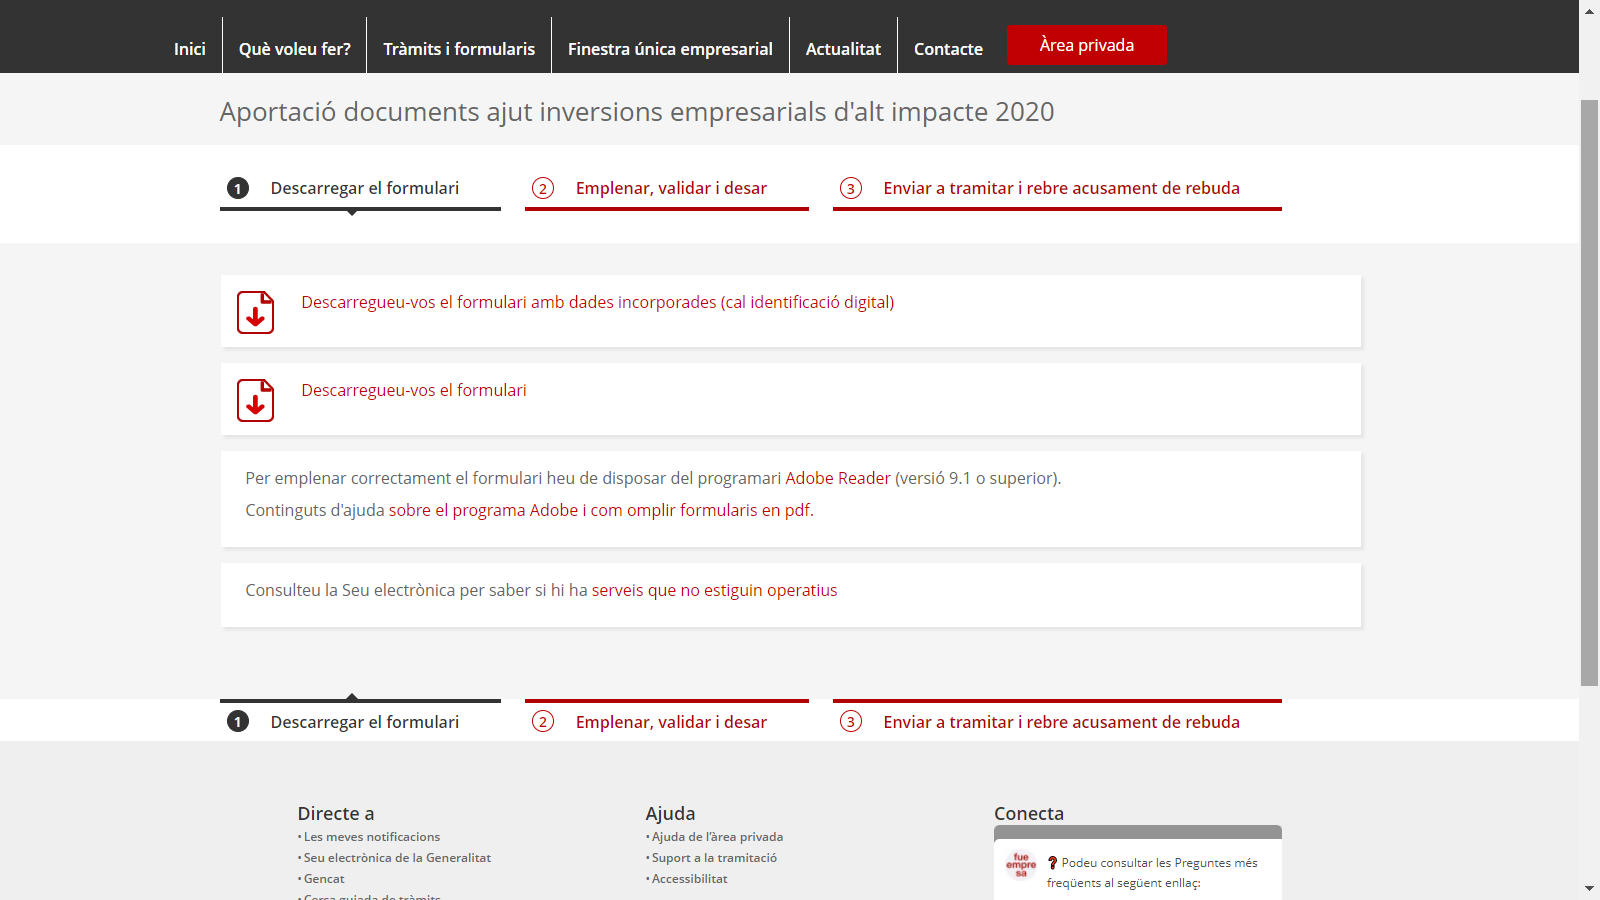 Inici
Què voleu fer?
Tràmits i formularis
Finestra única empresarial
Actualitat
Contacte
Àrea privada
Aportació documents ajut inversions empresarials d'alt impacte 2020
1 Descarregar el formulari
2 Emplenar, validar i desar
3 Enviar a tramitar i rebre acusament de rebuda
Descarregueu-vos el formulari amb dades incorporades (cal identificació digital)
Descarregueu-vos el formulari
Per emplenar correctament el formulari heu de disposar del programari Adobe Reader (versió 9.1 o superior).
Continguts d'ajuda sobre el programa Adobe i com omplir formularis en pdf.
Consulteu la Seu electrònica per saber si hi ha serveis que no estiguin operatius
1 Descarregar el formulari
2 Emplenar, validar i desar
3 Enviar a tramitar i rebre acusament de rebuda
Directe a
• Les meves notificacions
• Seu electrònica de la Generalitat
• Gencat
• Cerca guiada de tràmits
Ajuda
• Ajuda de l'àrea privada
• Suport a la tramitació
• Accessibilitat
Conecta
fue
empre
sa
❓ Podeu consultar les Preguntes més
freqüents al següent enllaç: